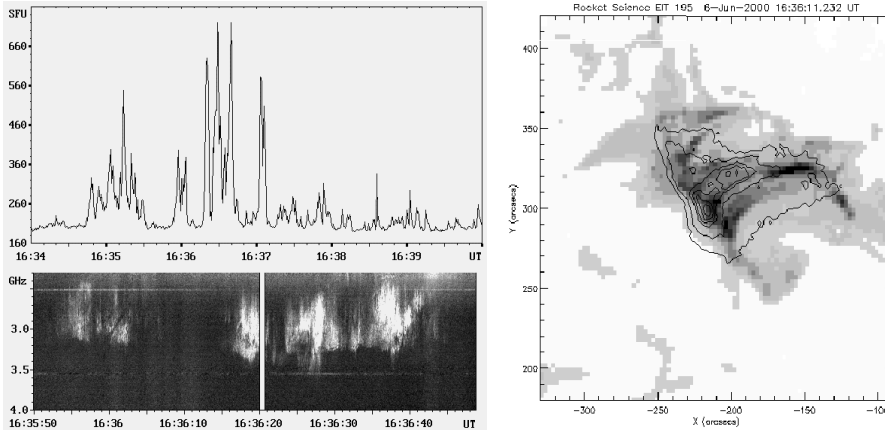 SFU
660
560
460
360
260
160
16:34 16:35 16:36 16:37 16:38 16:39 UT
GHz
3.0
3.5
4.0
16:35:50 16:36 16:36:10 16:36:20 16:36:30 16:36:40 UT
Rocket Science EIT 195 6-Jun-2000 16:36:11.232 UT
400
350
300
250
200
Y (arcsecs)
-300 -250 -200 -150 -100
X (arcsecs)